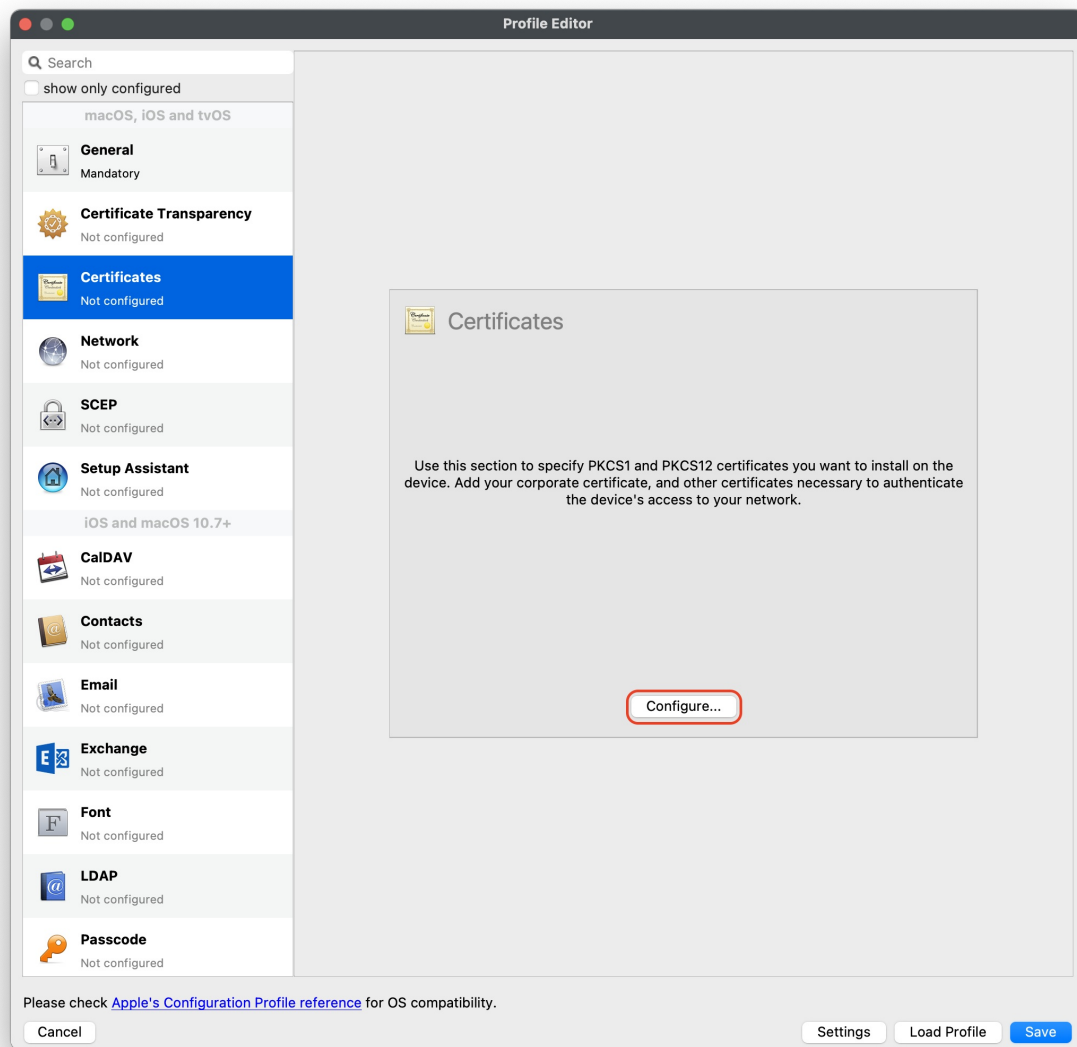 Profile Editor
Search
show only configured
macOS, iOS and tvOS
General
Mandatory
Certificate Transparency
Not configured
Certificates
Not configured
Network
Not configured
SCEP
Not configured
Setup Assistant
Not configured
iOS and macOS 10.7+
CalDAV
Not configured
Contacts
Not configured
Email
Not configured
Exchange
Not configured
Font
Not configured
LDAP
Not configured
Passcode
Not configured
Certificates
Use this section to specify PKCS1 and PKCS12 certificates you want to install on the
device. Add your corporate certificate, and other certificates necessary to authenticate
the device's access to your network.
Configure...
Please check Apple's Configuration Profile reference for OS compatibility.
Cancel
Settings
Load Profile
Save